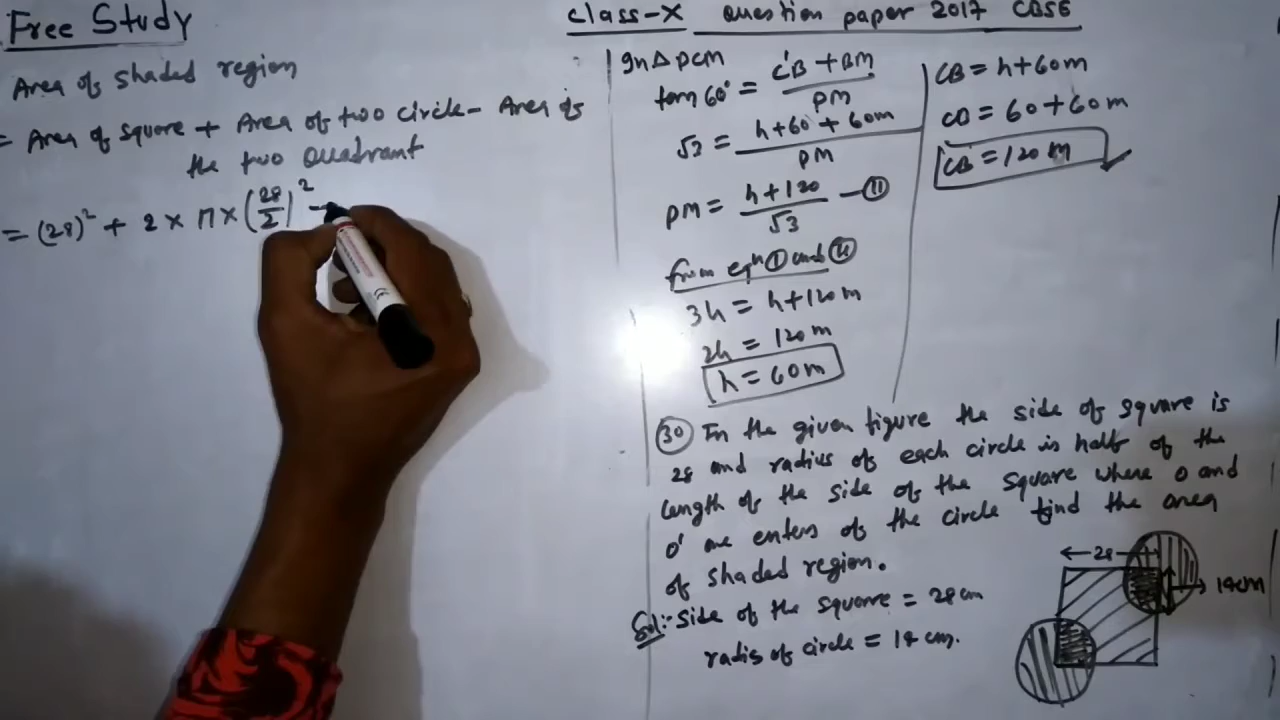 Free Study
Class-X Question paper 2017 CBSE
Area of shaded region
= Area of square + Area of two circle - Area of
the two Quadrant
= (28)² + 2 × π × (28/2)² -
In Δ PCM
tan 60° = CB + BM / PM
√3 = h+60 + 60m / PM
PM = h+120 / √3 — (II)
from eqn (I) and (II)
3h = h+120m
2h = 120m
h = 60m
CB = h+60m
CB = 60+60m
CB = 120m
(30) In the given figure the side of square is
28 and radius of each circle is half of the
length of the side of the square where O and
O' are enters of the circle find the area
of shaded region.
Sol:- side of the square = 28cm
radis of circle = 14 cm.
28
14cm